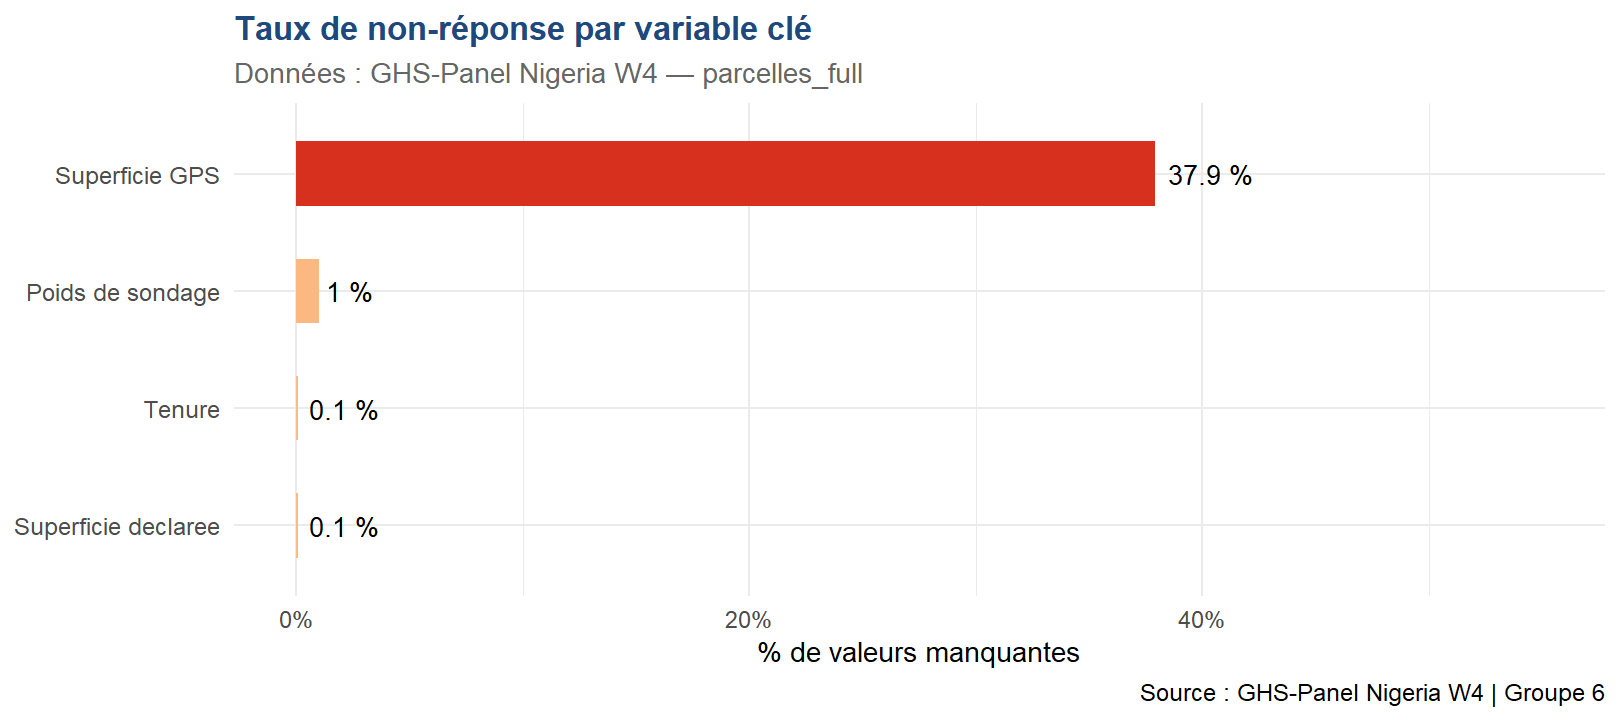 Taux de non-réponse par variable clé
Données : GHS-Panel Nigeria W4 — parcelles_full
Superficie GPS
37.9 %
Poids de sondage
1 %
Tenure
0.1 %
Superficie declaree
0.1 %
0%
20%
40%
% de valeurs manquantes
Source : GHS-Panel Nigeria W4 | Groupe 6